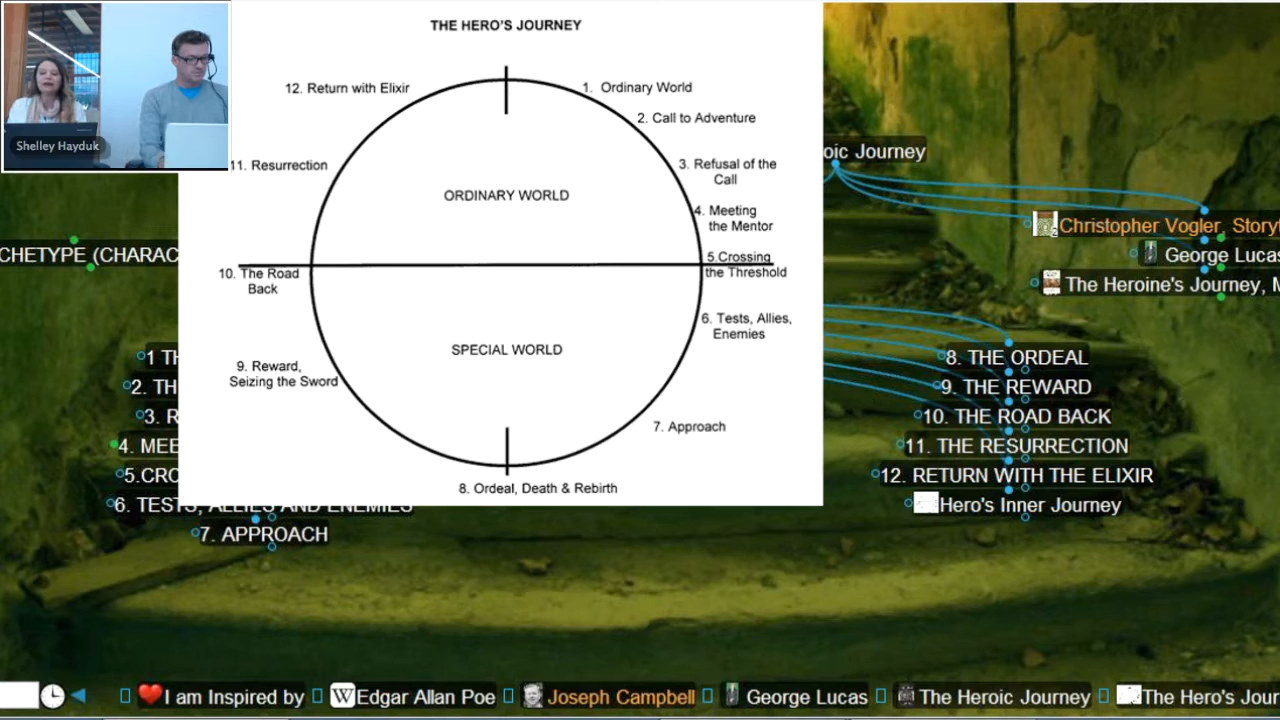 THE HERO'S JOURNEY
12. Return with Elixir
1. Ordinary World
2. Call to Adventure
Shelley Hayduk
11. Resurrection
3. Refusal of the
Call
oic Journey
ORDINARY WORLD
4. Meeting
the Mentor
Christopher Vogler, Story
CHETYPE (CHARAC
5.Crossing
the Threshold
George Lucas
10. The Road
Back
The Heroine's Journey, M
6. Tests, Allies,
Enemies
SPECIAL WORLD
9. Reward,
Seizing the Sword
7. Approach
8. Ordeal, Death & Rebirth
1 TH
2. TH
3. R
4. MEE
5.CRO
6. TESTS, ALLIES AND ENEMIES
7. APPROACH
8. THE ORDEAL
9. THE REWARD
10. THE ROAD BACK
11. THE RESURRECTION
12. RETURN WITH THE ELIXIR
Hero's Inner Journey
I am Inspired by
W Edgar Allan Poe
Joseph Campbell
George Lucas
The Heroic Journey
The Hero's Jour